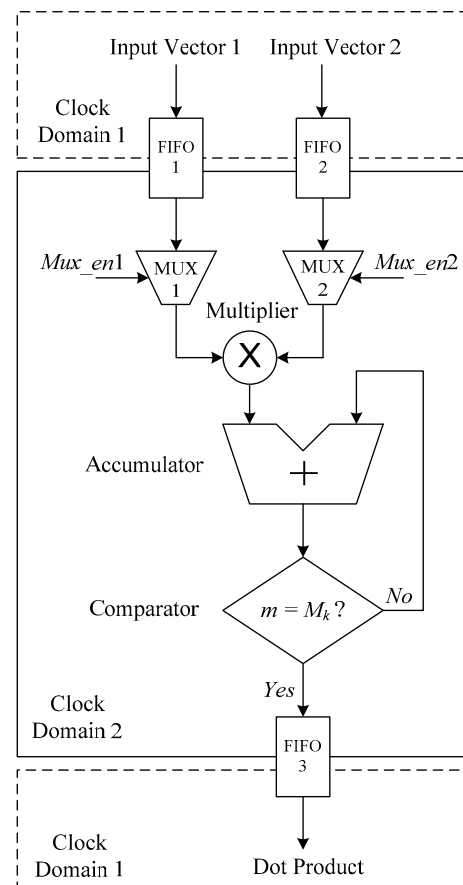 Input Vector 1
Input Vector 2
Clock
Domain 1
FIFO
1
FIFO
2
Mux_en1
MUX
1
MUX
2
Mux_en2
Multiplier
X
Accumulator
+
Comparator
m = Mk ?
No
Yes
Clock
Domain 2
FIFO
3
Clock
Domain 1
Dot Product